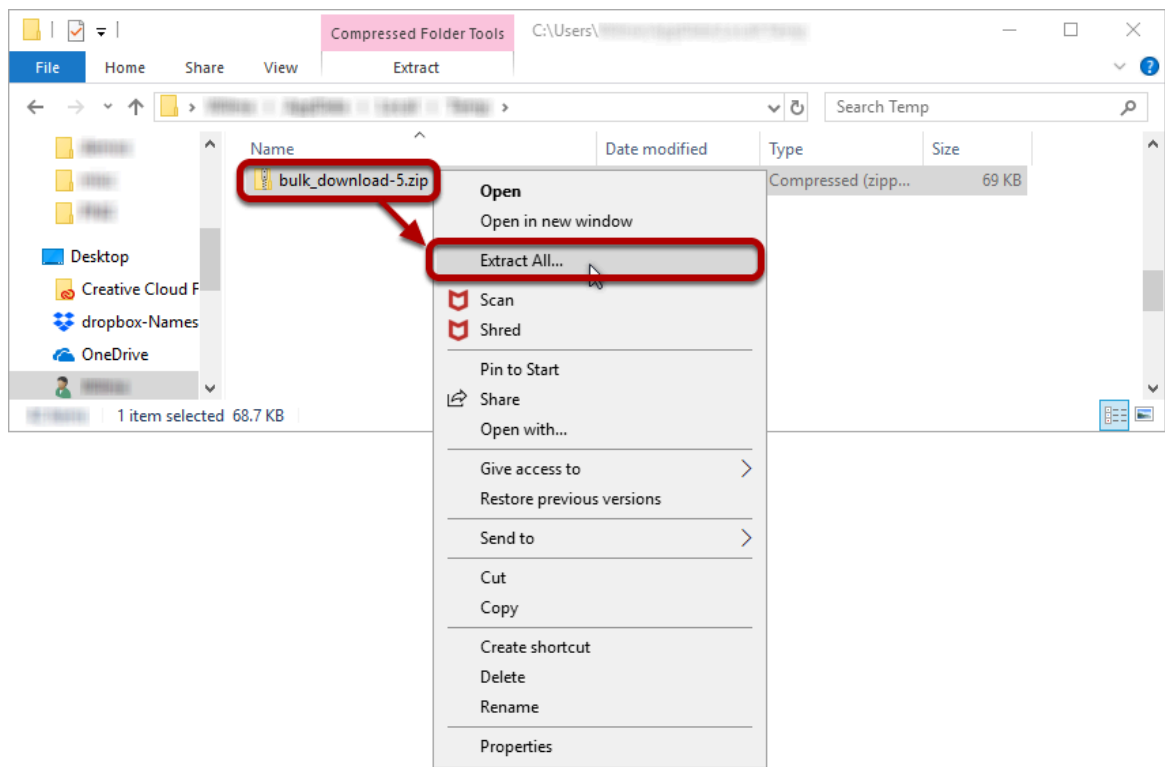 Compressed Folder Tools
C:\Users\
File Home Share View Extract
Search Temp
Name Date modified Type Size
bulk_download-5.zip Compressed (zipp... 69 KB
Open
Open in new window
Extract All...
Scan
Shred
Pin to Start
Share
Open with...
Give access to
Restore previous versions
Send to
Cut
Copy
Create shortcut
Delete
Rename
Properties
Desktop
Creative Cloud F
dropbox-Names
OneDrive
1 item selected 68.7 KB